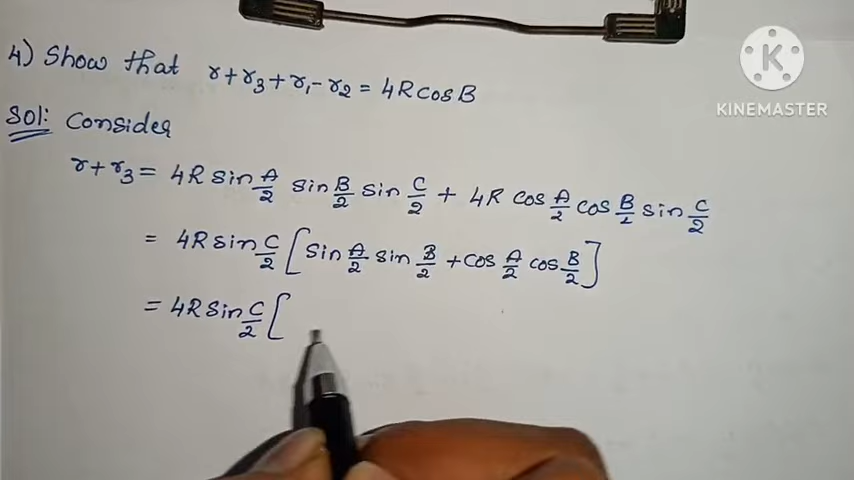 4) Show that r+r₃+r₁-r₂ = 4R cosB
Sol: Consider
r+r₃ = 4R sin A/2 sin B/2 sin C/2 + 4R cos A/2 cos B/2 sin C/2
= 4R sin C/2 [sin A/2 sin B/2 + cos A/2 cos B/2]
= 4R sin C/2 [
KINEMASTER